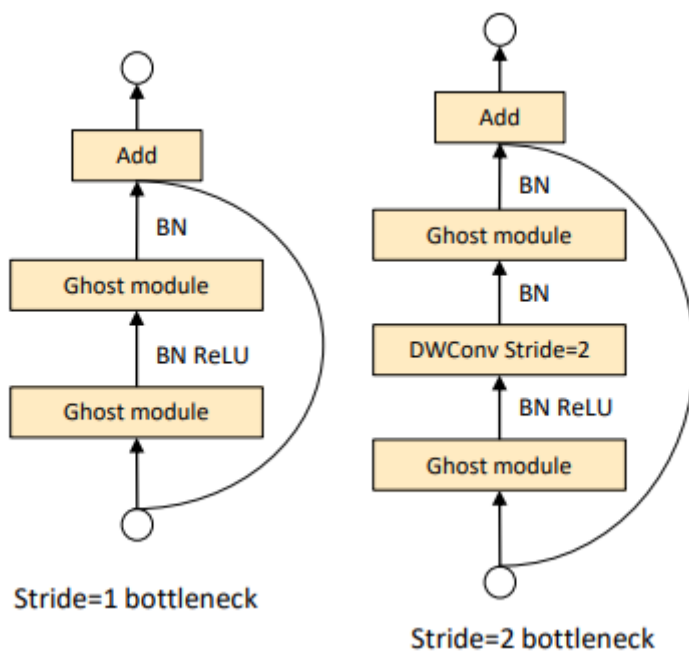 Add
BN
Ghost module
BN ReLU
Ghost module
Stride=1 bottleneck
Add
BN
Ghost module
BN
DWConv Stride=2
BN ReLU
Ghost module
Stride=2 bottleneck